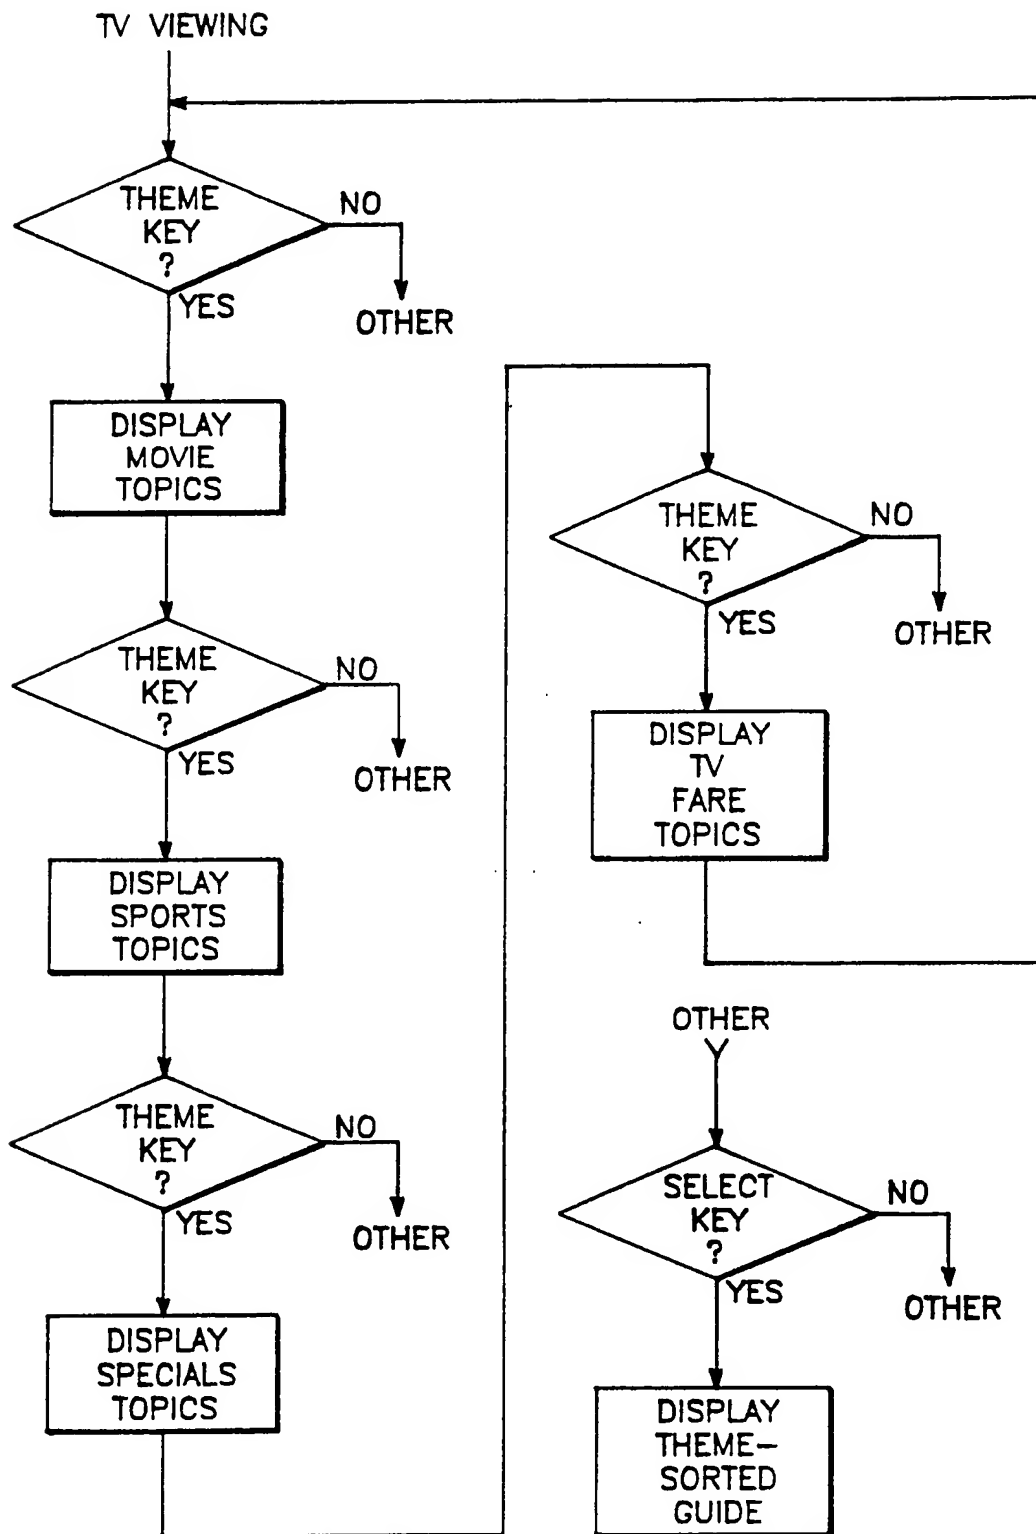 TV VIEWING
THEME
KEY
?
NO
YES
OTHER
DISPLAY
MOVIE
TOPICS
THEME
KEY
?
NO
YES
OTHER
DISPLAY
SPORTS
TOPICS
THEME
KEY
?
NO
YES
OTHER
DISPLAY
SPECIALS
TOPICS
THEME
KEY
?
NO
YES
OTHER
DISPLAY
TV
FARE
TOPICS
OTHER
SELECT
KEY
?
NO
YES
OTHER
DISPLAY
THEME–
SORTED
GUIDE